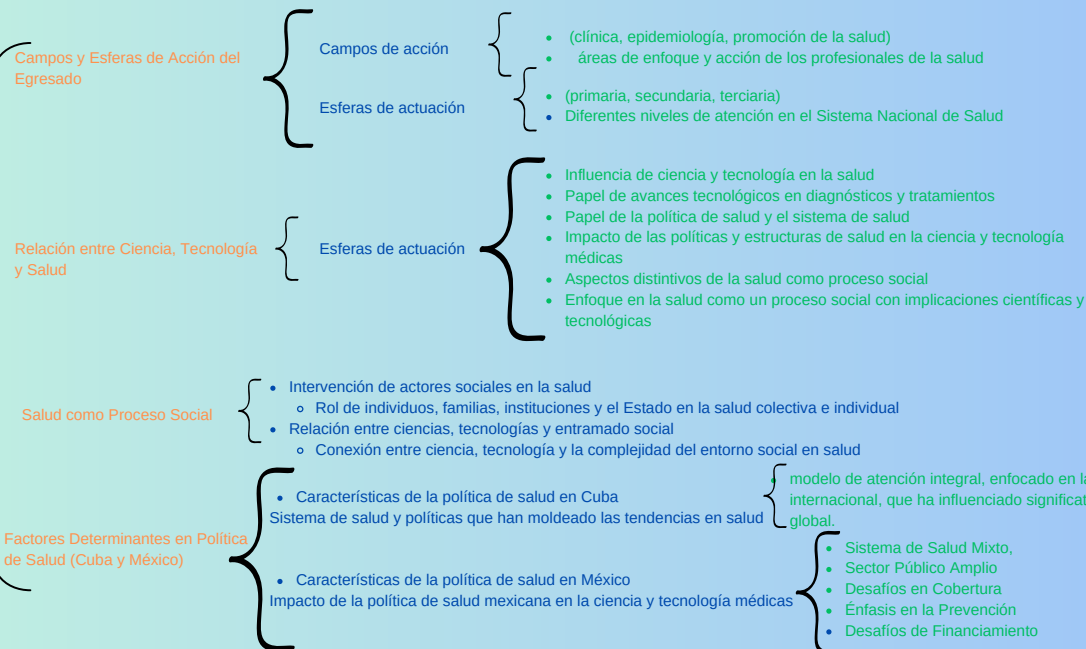 Campos y Esferas de Acción del
Egresado
Campos de acción
(clínica, epidemiología, promoción de la salud)
áreas de enfoque y acción de los profesionales de la salud
Esferas de actuación
(primaria, secundaria, terciaria)
Diferentes niveles de atención en el Sistema Nacional de Salud
Relación entre Ciencia, Tecnología
y Salud
Esferas de actuación
Influencia de ciencia y tecnología en la salud
Papel de avances tecnológicos en diagnósticos y tratamientos
Papel de la política de salud y el sistema de salud
Impacto de las políticas y estructuras de salud en la ciencia y tecnología
médicas
Aspectos distintivos de la salud como proceso social
Enfoque en la salud como un proceso social con implicaciones científicas y
tecnológicas
Salud como Proceso Social
Intervención de actores sociales en la salud
Rol de individuos, familias, instituciones y el Estado en la salud colectiva e individual
Relación entre ciencias, tecnologías y entramado social
Conexión entre ciencia, tecnología y la complejidad del entorno social en salud
Factores Determinantes en Política
de Salud (Cuba y México)
Características de la política de salud en Cuba
Sistema de salud y políticas que han moldeado las tendencias en salud
modelo de atención integral, enfocado en la
internacional, que ha influenciado significat
global.
Características de la política de salud en México
Impacto de la política de salud mexicana en la ciencia y tecnología médicas
Sistema de Salud Mixto,
Sector Público Amplio
Desafíos en Cobertura
Énfasis en la Prevención
Desafíos de Financiamiento